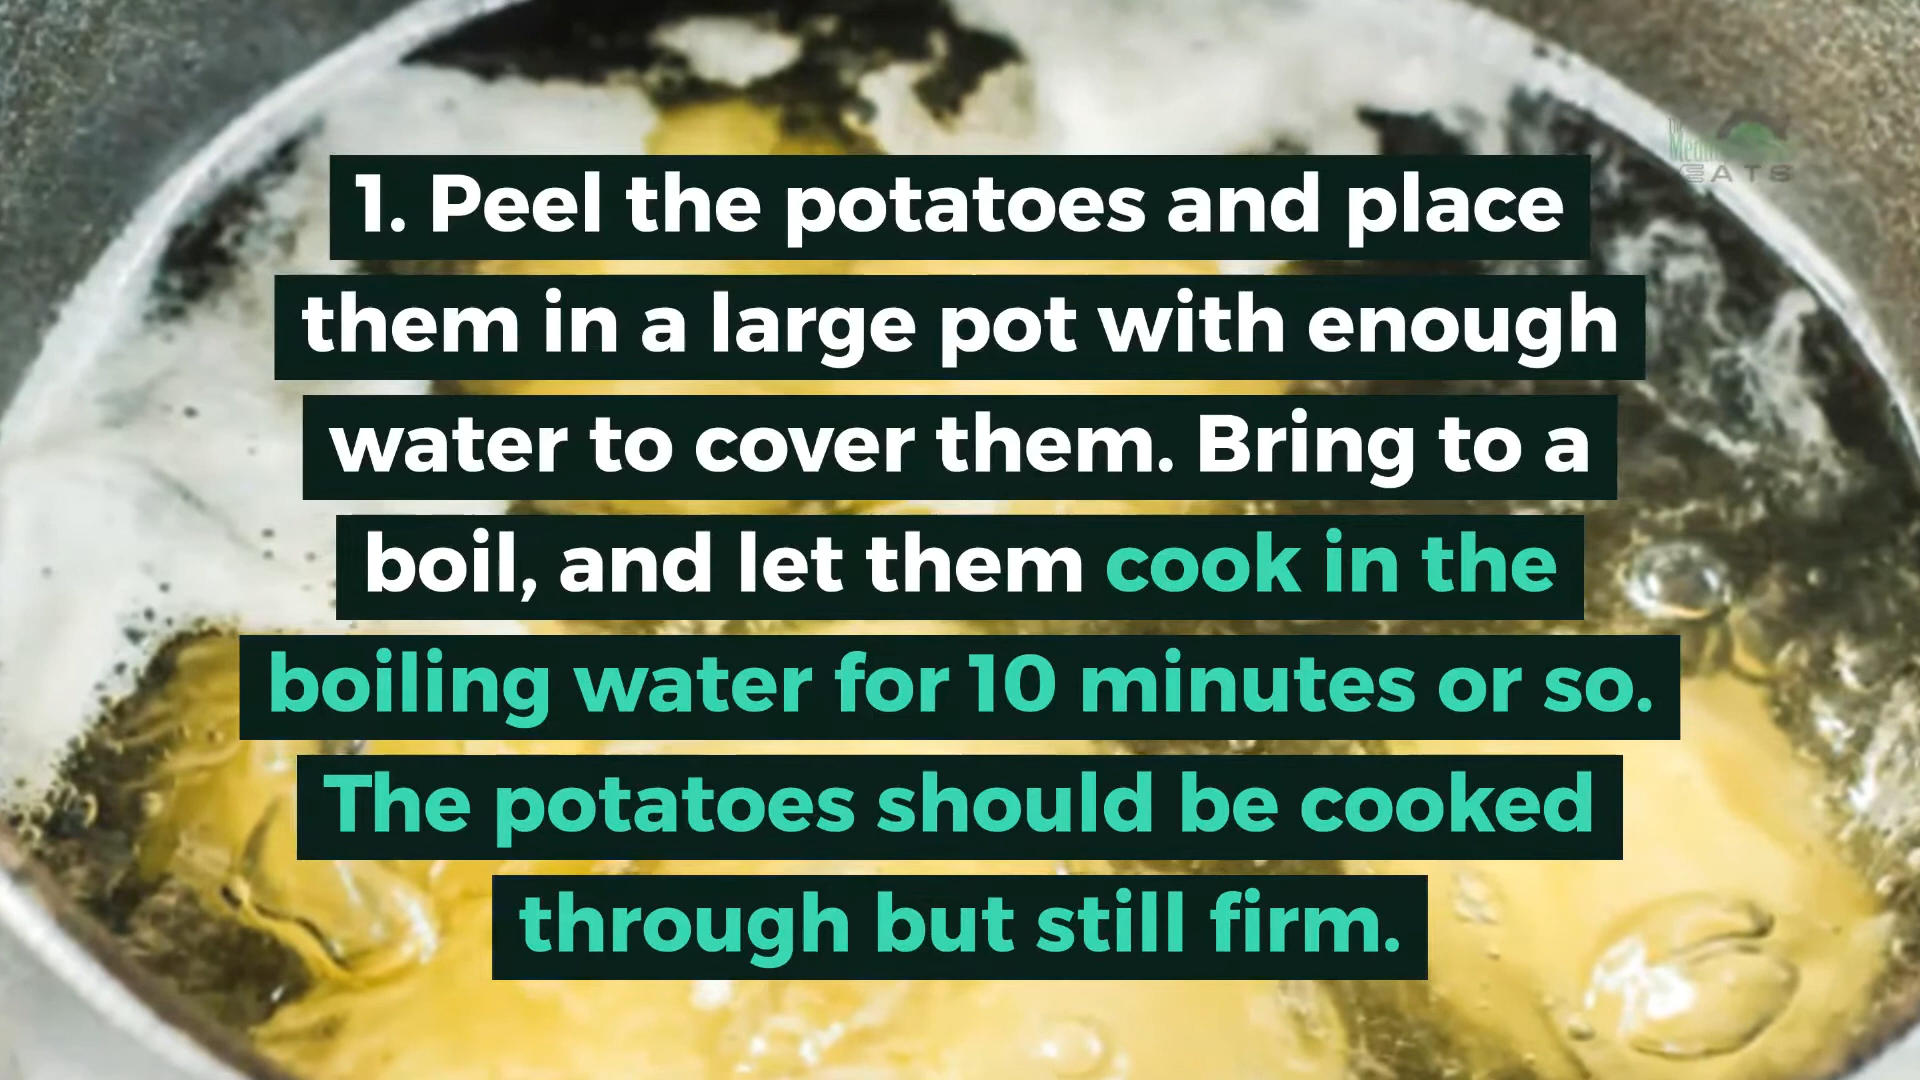 1. Peel the potatoes and place
them in a large pot with enough
water to cover them. Bring to a
boil, and let them cook in the
boiling water for 10 minutes or so.
The potatoes should be cooked
through but still firm.
EATS